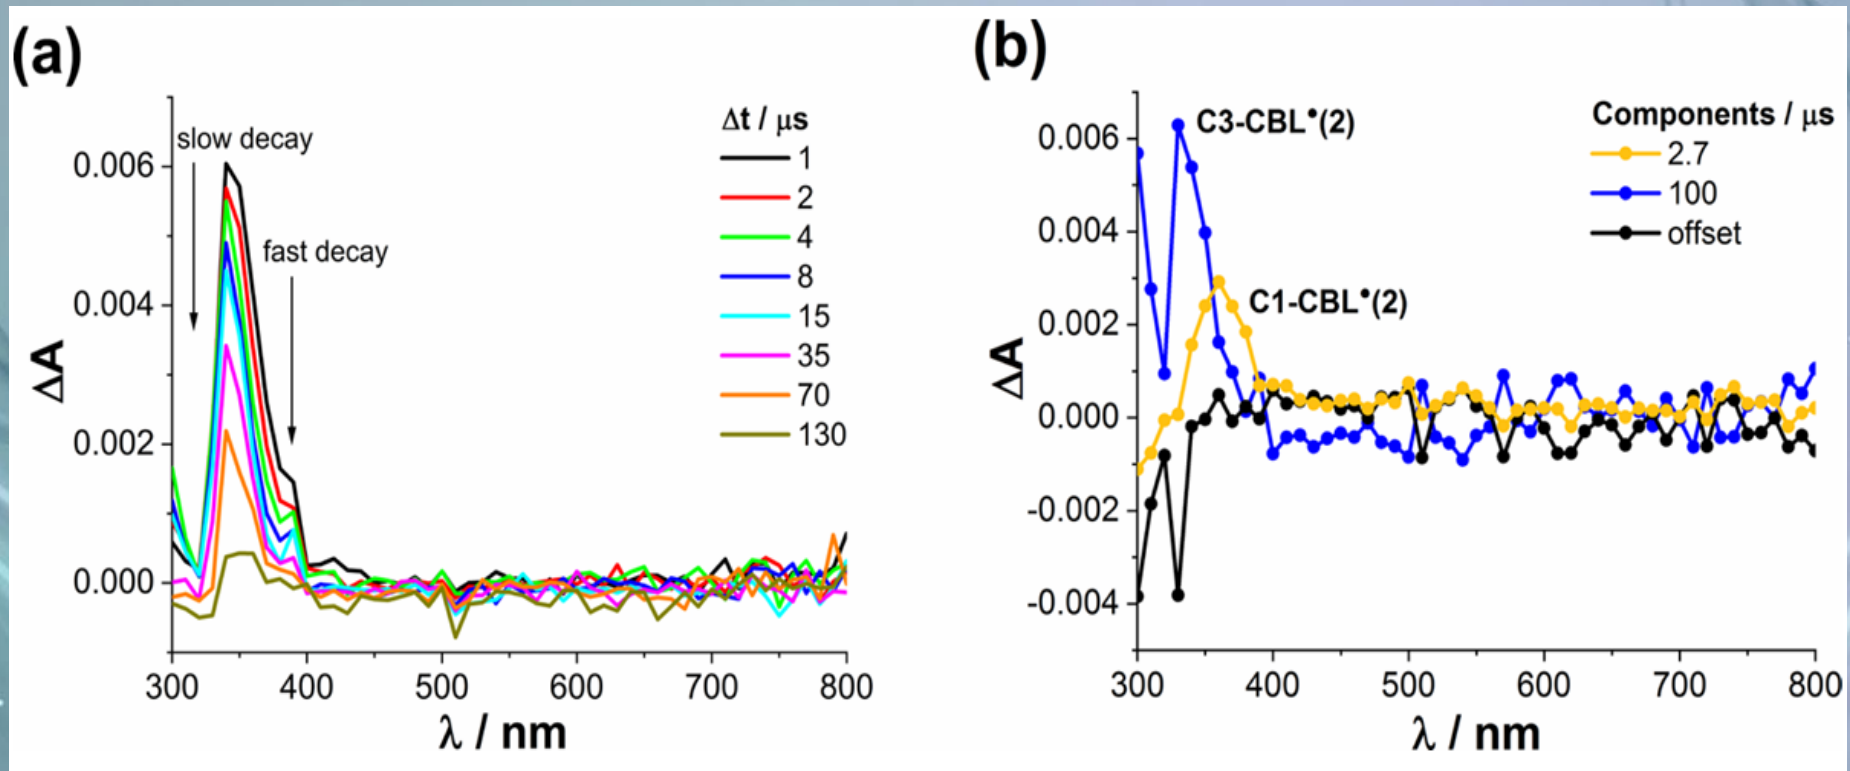 (a)
slow decay
fast decay
Δt / μs
1
2
4
8
15
35
70
130
0.006
0.004
0.002
0.000
ΔA
300 400 500 600 700 800
λ / nm
(b)
C3-CBL•(2)
C1-CBL•(2)
Components / μs
2.7
100
offset
0.006
0.004
0.002
0.000
-0.002
-0.004
ΔA
300 400 500 600 700 800
λ / nm